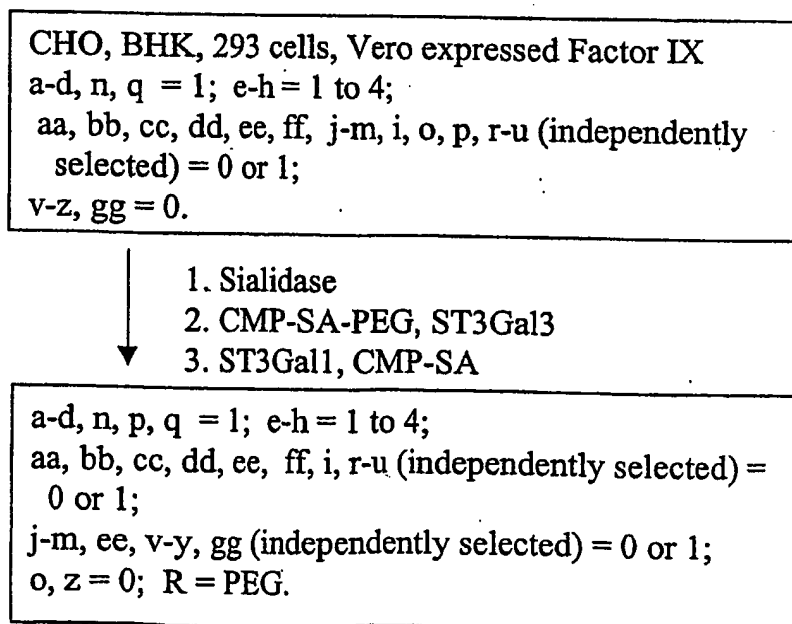 CHO, BHK, 293 cells, Vero expressed Factor IX
a-d, n, q = 1; e-h = 1 to 4;
aa, bb, cc, dd, ee, ff, j-m, i, o, p, r-u (independently
selected) = 0 or 1;
v-z, gg = 0.
1. Sialidase
2. CMP-SA-PEG, ST3Gal3
3. ST3Gal1, CMP-SA
a-d, n, p, q = 1; e-h = 1 to 4;
aa, bb, cc, dd, ee, ff, i, r-u (independently selected) =
0 or 1;
j-m, ee, v-y, gg (independently selected) = 0 or 1;
o, z = 0; R = PEG.